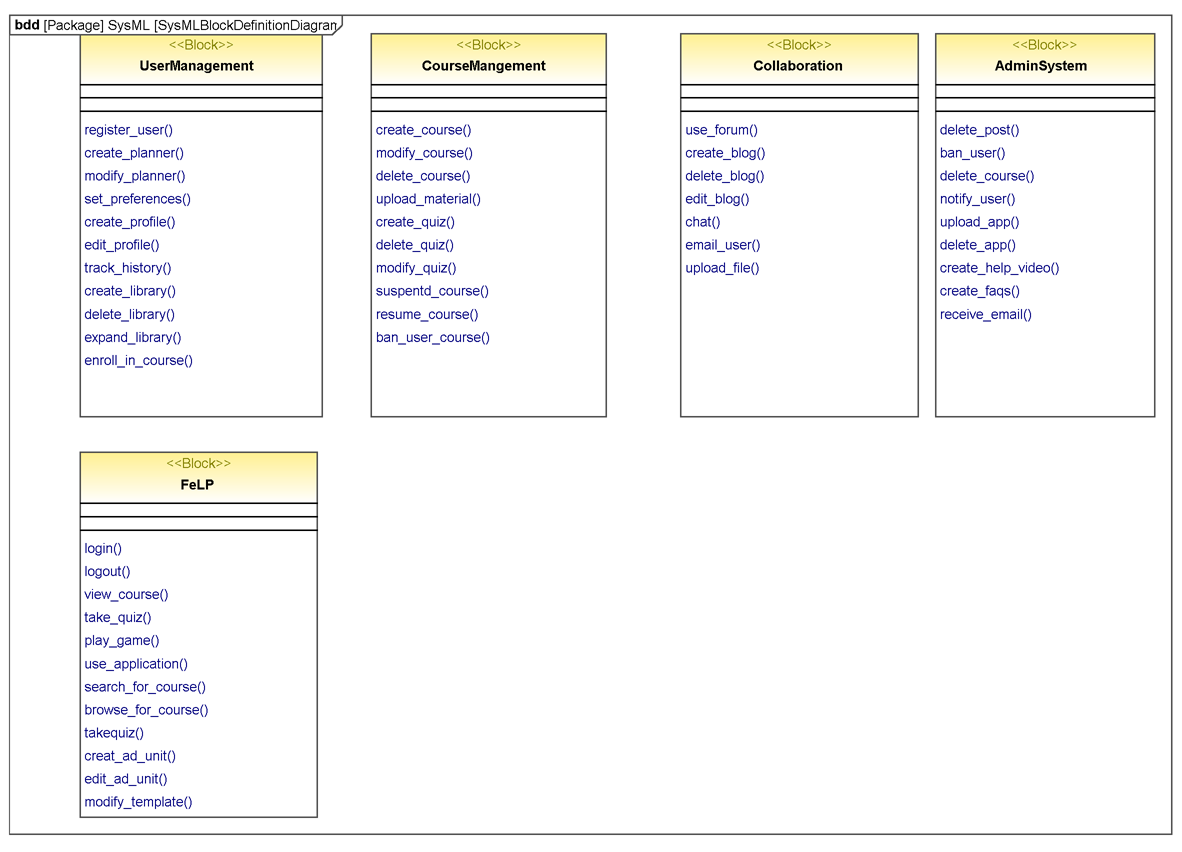 bdd [Package] SysML [SysMLBlockDefinitionDiagram
<<Block>>
UserManagement
register_user()
create_planner()
modify_planner()
set_preferences()
create_profile()
edit_profile()
track_history()
create_library()
delete_library()
expand_library()
enroll_in_course()
<<Block>>
CourseMangement
create_course()
modify_course()
delete_course()
upload_material()
create_quiz()
delete_quiz()
modify_quiz()
suspentd_course()
resume_course()
ban_user_course()
<<Block>>
Collaboration
use_forum()
create_blog()
delete_blog()
edit_blog()
chat()
email_user()
upload_file()
<<Block>>
AdminSystem
delete_post()
ban_user()
delete_course()
notify_user()
upload_app()
delete_app()
create_help_video()
create_faqs()
receive_email()
<<Block>>
FeLP
login()
logout()
view_course()
take_quiz()
play_game()
use_application()
search_for_course()
browse_for_course()
takequiz()
creat_ad_unit()
edit_ad_unit()
modify_template()